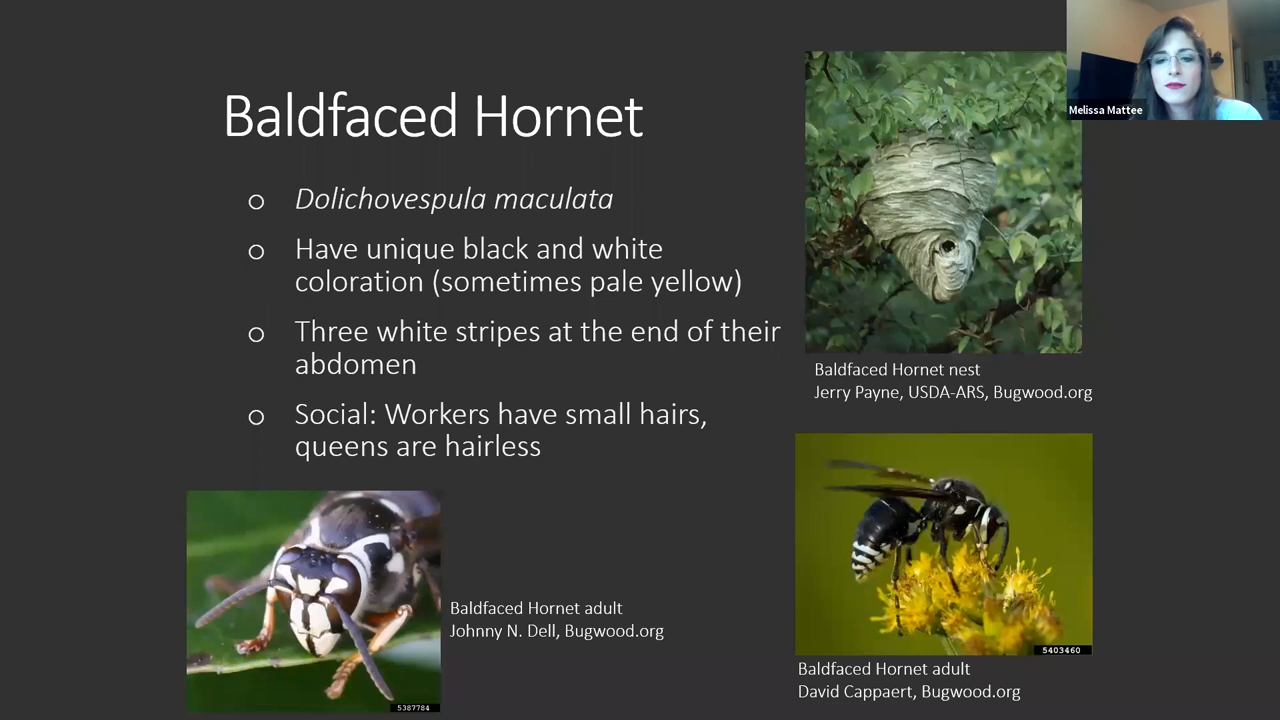 Baldfaced Hornet
o Dolichovespula maculata
o Have unique black and white
coloration (sometimes pale yellow)
o Three white stripes at the end of their
abdomen
o Social: Workers have small hairs,
queens are hairless
Melissa Mattee
Baldfaced Hornet nest
Jerry Payne, USDA-ARS, Bugwood.org
5387784
Baldfaced Hornet adult
Johnny N. Dell, Bugwood.org
5403460
Baldfaced Hornet adult
David Cappaert, Bugwood.org